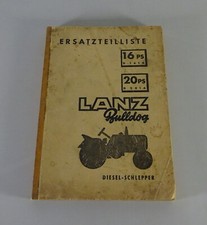 ERSATZTEILLISTE
16 PS
20 PS
LANZ
Bulldog
DIESEL-SCHLEPPER